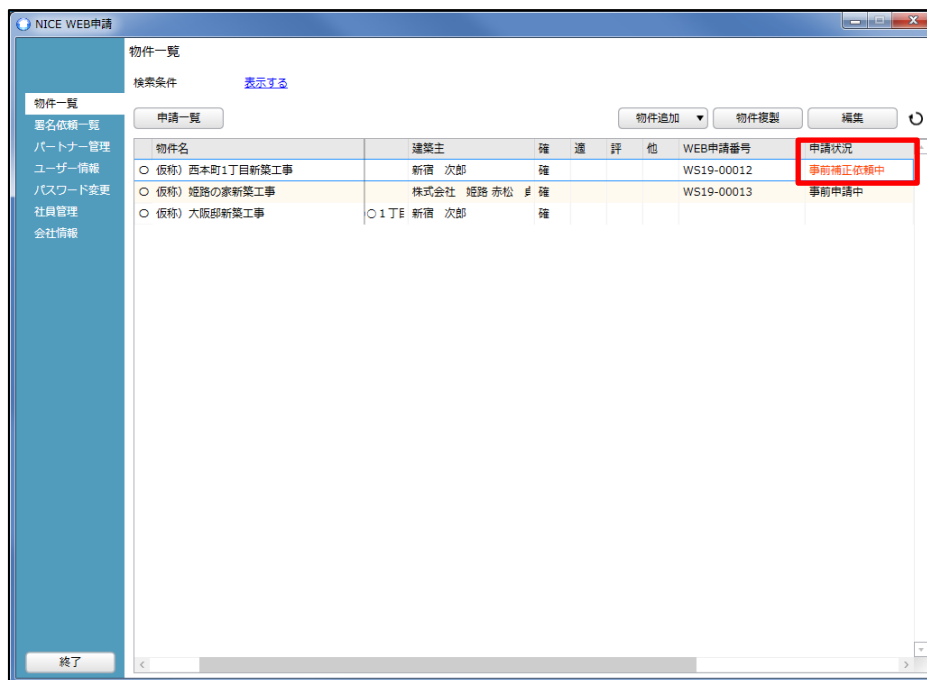 NICE WEB申請
物件一覧
検索条件 表示する
物件一覧
署名依頼一覧
パートナー管理
ユーザー情報
パスワード変更
社員管理
会社情報
申請一覧 物件追加 ▼ 物件複製 編集
物件名 建築主 確 適 評 他 WEB申請番号 申請状況
○ 仮称）西本町1丁目新築工事 新宿 次郎 確 WS19-00012 事前補正依頼中
○ 仮称）姫路の家新築工事 株式会社 姫路 赤松 確 WS19-00013 事前申請中
○ 仮称）大阪邸新築工事 ○１丁目 新宿 次郎 確
終了